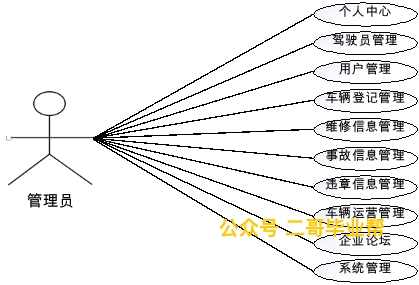 个人中心
驾驶员管理
用户管理
车辆登记管理
维修信息管理
事故信息管理
违章信息管理
管理员
车辆运营管理
公众号 二哥毕业帮
企业论坛
系统管理